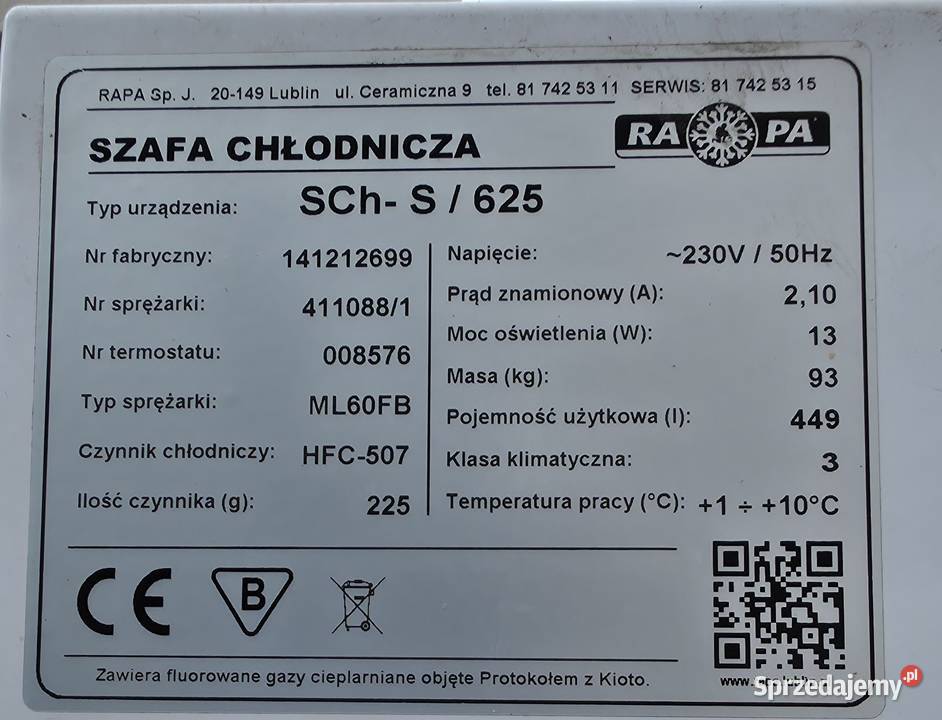 RAPA Sp. J. 20-149 Lublin ul. Ceramiczna 9 tel. 81 742 53 11 SERWIS: 81 742 53 15
SZAFA CHŁODNICZA
RAPA
Typ urządzenia: SCh- S / 625
Nr fabryczny: 141212699
Nr sprężarki: 411088/1
Nr termostatu: 008576
Typ sprężarki: ML60FB
Czynnik chłodniczy: HFC-507
Ilość czynnika (g): 225
Napięcie: ~230V / 50Hz
Prąd znamionowy (A): 2,10
Moc oświetlenia (W): 13
Masa (kg): 93
Pojemność użytkowa (l): 449
Klasa klimatyczna: 3
Temperatura pracy (°C): +1 ÷ +10°C
CE
B
Zawiera fluorowane gazy cieplarniane objęte Protokołem z Kioto.
Sprzedajemy.pl